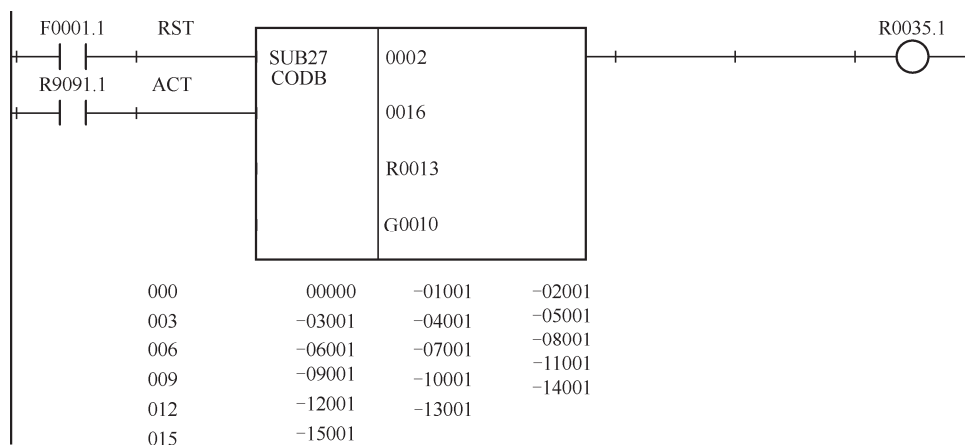 F0001.1 RST R0035.1
SUB27 0002
CODB
R9091.1 ACT
0016
R0013
G0010
000 00000 -01001 -02001
003 -03001 -04001 -05001
006 -06001 -07001 -08001
009 -09001 -10001 -11001
012 -12001 -13001 -14001
015 -15001